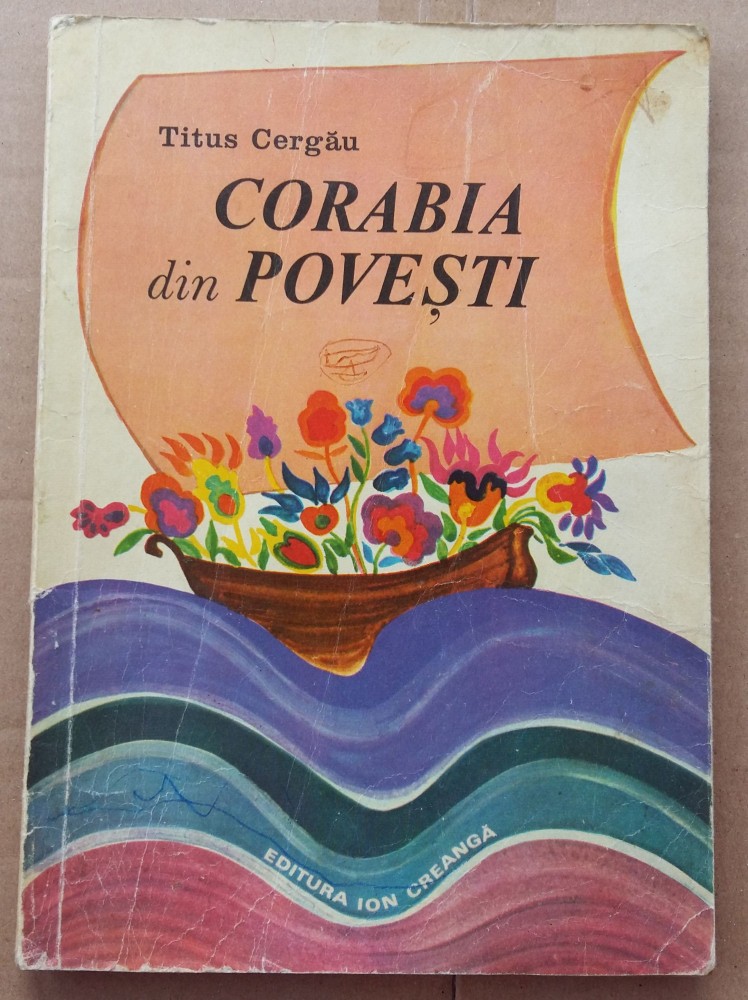 Titus Cergău
CORABIA
din POVEȘTI
EDITURA ION CREANGĂ